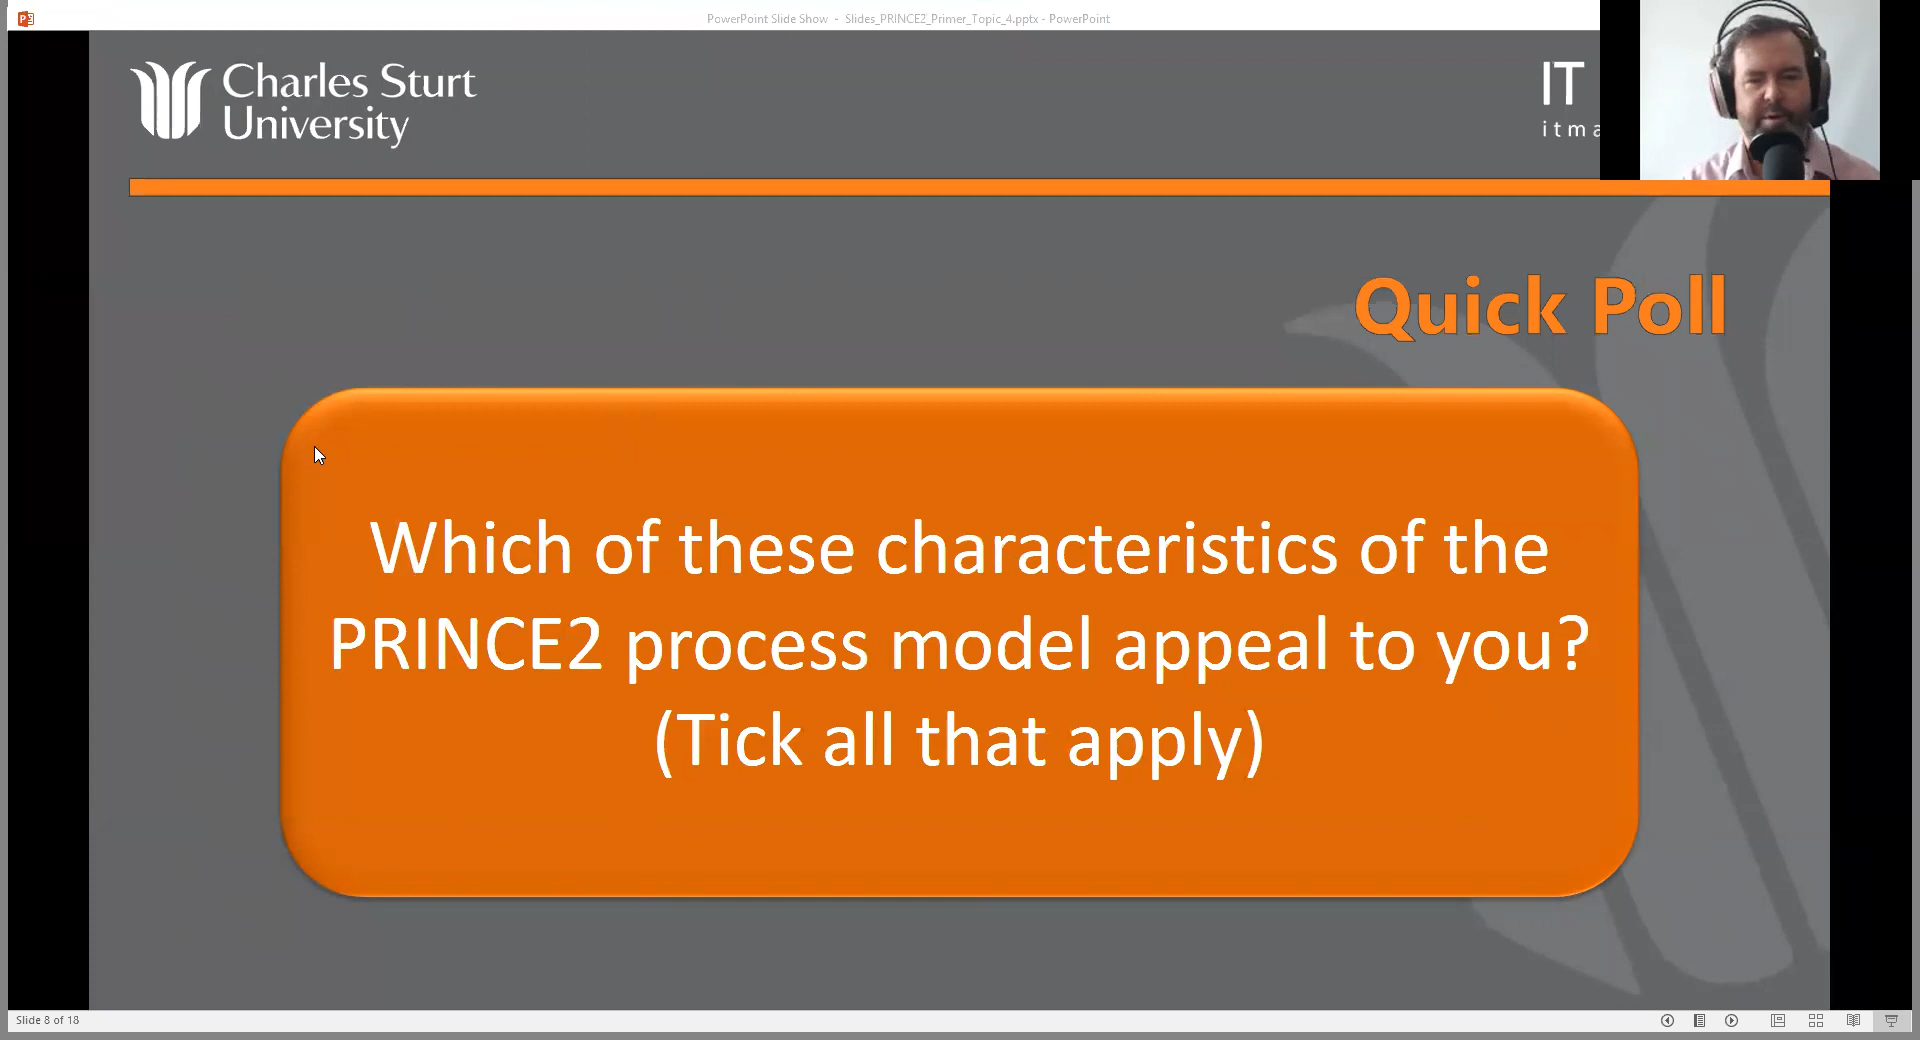 PowerPoint Slide Show - Slides_PRINCE2_Primer_Topic_4.pptx - PowerPoint
Charles Sturt
University
IT
itma
Quick Poll
Which of these characteristics of the
PRINCE2 process model appeal to you?
(Tick all that apply)
Slide 8 of 18